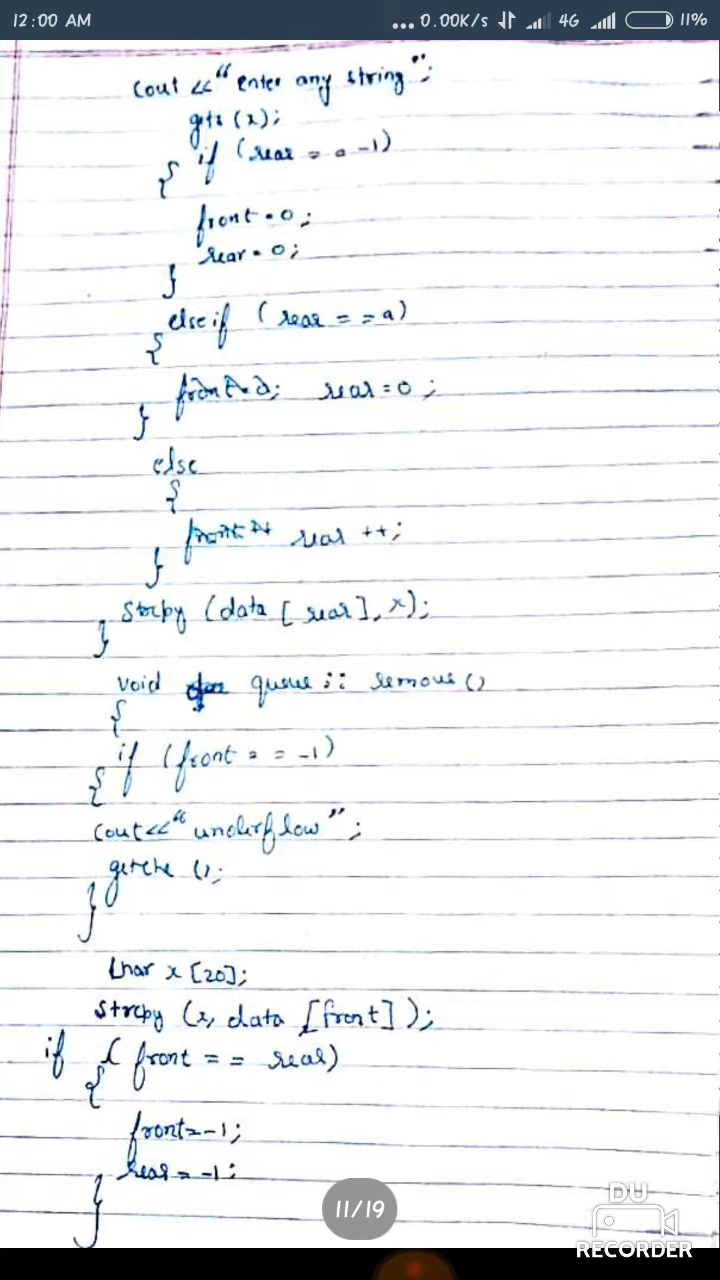 12:00 AM ... 0.00K/s 4G 11%
cout << "enter any string";
gets (x);
if (rear = = -1)
{
front = 0;
rear = 0;
}
else if ( rear = = a)
{
rear = 0 ;
}
else
{
rear ++;
}
Strcpy (data [ rear], x);
}
void queue :: remove ()
{
if (front = = -1)
{
cout << "underflow";
getche ();
}
char x [20];
strcpy (x, data [front]);
if ( front = = rear)
{
front = -1;
rear = -1;
}
11/19
DU
RECORDER